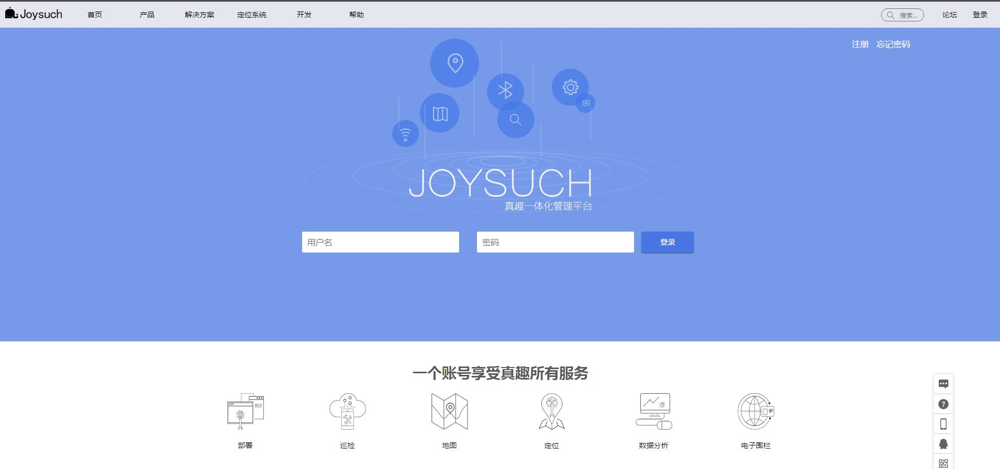 Joysuch 首页 产品 解决方案 定位系统 开发 帮助 搜索... 论坛 登录
注册 忘记密码
JOYSUCH
真趣一体化管理平台
用户名 密码 登录
一个账号享受真趣所有服务
部署 巡检 地图 定位 数据分析 电子围栏